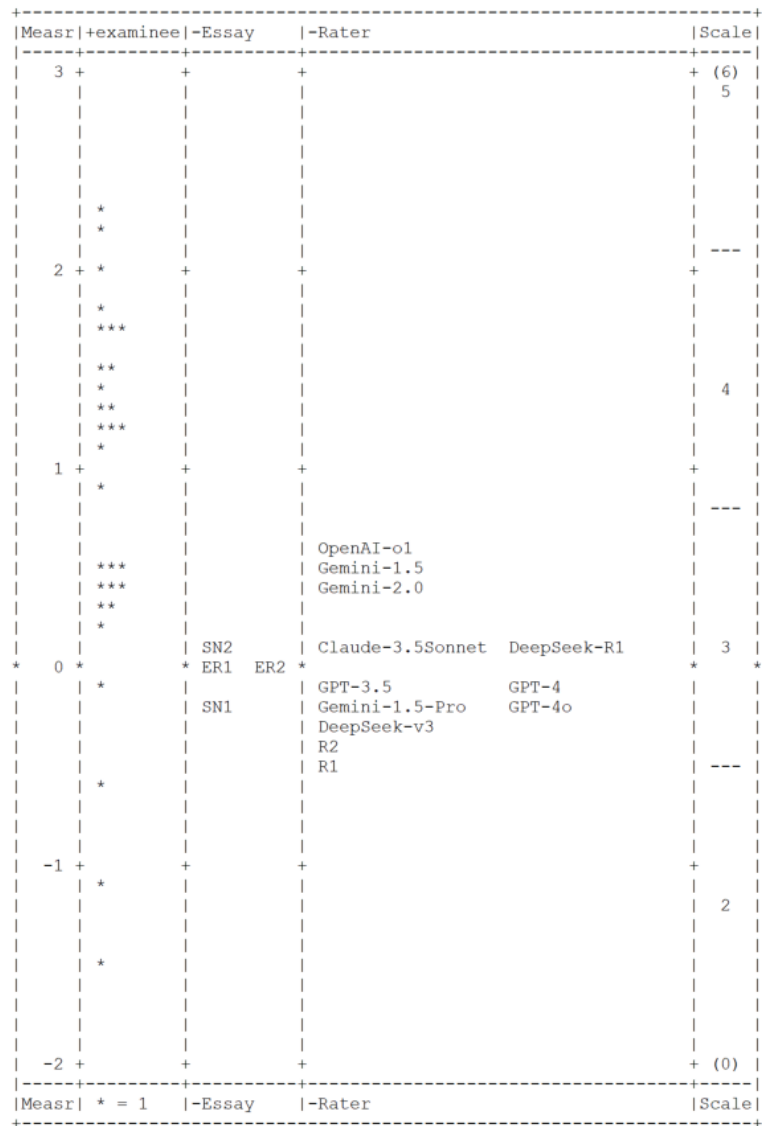 +---------------------------------------------------------------------------+
|Measr|+examinee|-Essay    |-Rater                                    |Scale|
|-----+---------+----------+------------------------------------------+-----|
|   3 +         +          +                                          + (6) |
|     |         |          |                                          |  5  |
|     |         |          |                                          |     |
|     |         |          |                                          |     |
|     |         |          |                                          |     |
|     |         |          |                                          |     |
|     |         |          |                                          |     |
|     | *       |          |                                          |     |
|     | *       |          |                                          |     |
|     |         |          |                                          | --- |
|   2 + *       +          +                                          +     |
|     |         |          |                                          |     |
|     | *       |          |                                          |     |
|     | ***     |          |                                          |     |
|     |         |          |                                          |     |
|     | **      |          |                                          |     |
|     | *       |          |                                          |  4  |
|     | **      |          |                                          |     |
|     | ***     |          |                                          |     |
|     | *       |          |                                          |     |
|   1 +         +          +                                          +     |
|     | *       |          |                                          |     |
|     |         |          |                                          | --- |
|     |         |          |                                          |     |
|     |         |          | OpenAI-o1                                |     |
|     | ***     |          | Gemini-1.5                               |     |
|     | ***     |          | Gemini-2.0                               |     |
|     | **      |          |                                          |     |
|     | *       |          |                                          |     |
|     |         | SN2      | Claude-3.5Sonnet  DeepSeek-R1            |  3  |
*   0 *         * ER1  ER2 *                                          *     *
|     | *       |          | GPT-3.5           GPT-4                  |     |
|     |         | SN1      | Gemini-1.5-Pro    GPT-4o                 |     |
|     |         |          | DeepSeek-v3                              |     |
|     |         |          | R2                                       |     |
|     |         |          | R1                                       | --- |
|     | *       |          |                                          |     |
|     |         |          |                                          |     |
|     |         |          |                                          |     |
|     |         |          |                                          |     |
|  -1 +         +          +                                          +     |
|     | *       |          |                                          |     |
|     |         |          |                                          |  2  |
|     |         |          |                                          |     |
|     |         |          |                                          |     |
|     | *       |          |                                          |     |
|     |         |          |                                          |     |
|     |         |          |                                          |     |
|     |         |          |                                          |     |
|     |         |          |                                          |     |
|  -2 +         +          +                                          + (0) |
|-----+---------+----------+------------------------------------------+-----|
|Measr| * = 1   |-Essay    |-Rater                                    |Scale|
+---------------------------------------------------------------------------+